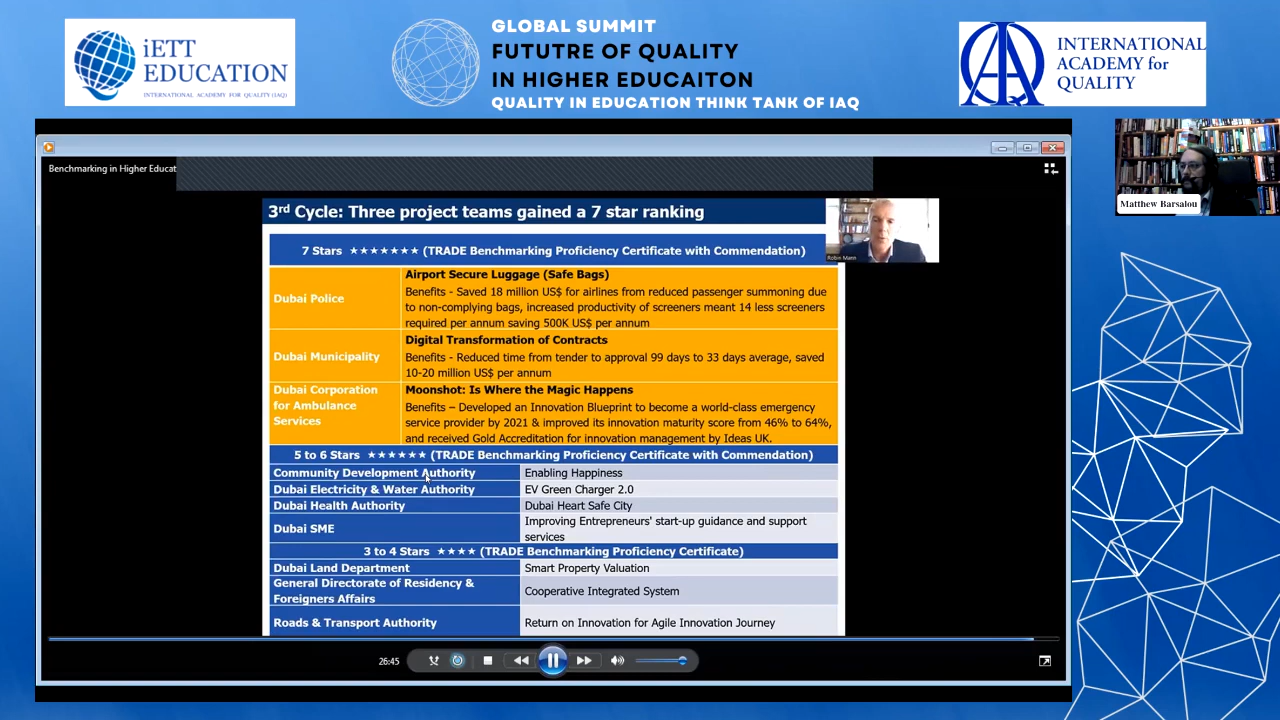 iETT
EDUCATION
INTERNATIONAL ACADEMY FOR QUALITY (IAQ)
GLOBAL SUMMIT
FUTUTRE OF QUALITY
IN HIGHER EDUCAITON
QUALITY IN EDUCATION THINK TANK OF IAQ
IAQ
INTERNATIONAL
ACADEMY for
QUALITY
Matthew Barsalou
Benchmarking in Higher Educat
3rd Cycle: Three project teams gained a 7 star ranking
Robin Mann
7 Stars ★★★★★★★ (TRADE Benchmarking Proficiency Certificate with Commendation)
Dubai Police
Airport Secure Luggage (Safe Bags)
Benefits - Saved 18 million US$ for airlines from reduced passenger summoning due
to non-complying bags, increased productivity of screeners meant 14 less screeners
required per annum saving 500K US$ per annum
Dubai Municipality
Digital Transformation of Contracts
Benefits - Reduced time from tender to approval 99 days to 33 days average, saved
10-20 million US$ per annum
Dubai Corporation
for Ambulance
Services
Moonshot: Is Where the Magic Happens
Benefits – Developed an Innovation Blueprint to become a world-class emergency
service provider by 2021 & improved its innovation maturity score from 46% to 64%,
and received Gold Accreditation for innovation management by Ideas UK.
5 to 6 Stars ★★★★★★ (TRADE Benchmarking Proficiency Certificate with Commendation)
Community Development Authority
Enabling Happiness
Dubai Electricity & Water Authority
EV Green Charger 2.0
Dubai Health Authority
Dubai Heart Safe City
Dubai SME
Improving Entrepreneurs' start-up guidance and support
services
3 to 4 Stars ★★★★ (TRADE Benchmarking Proficiency Certificate)
Dubai Land Department
Smart Property Valuation
General Directorate of Residency &
Foreigners Affairs
Cooperative Integrated System
Roads & Transport Authority
Return on Innovation for Agile Innovation Journey
26:45